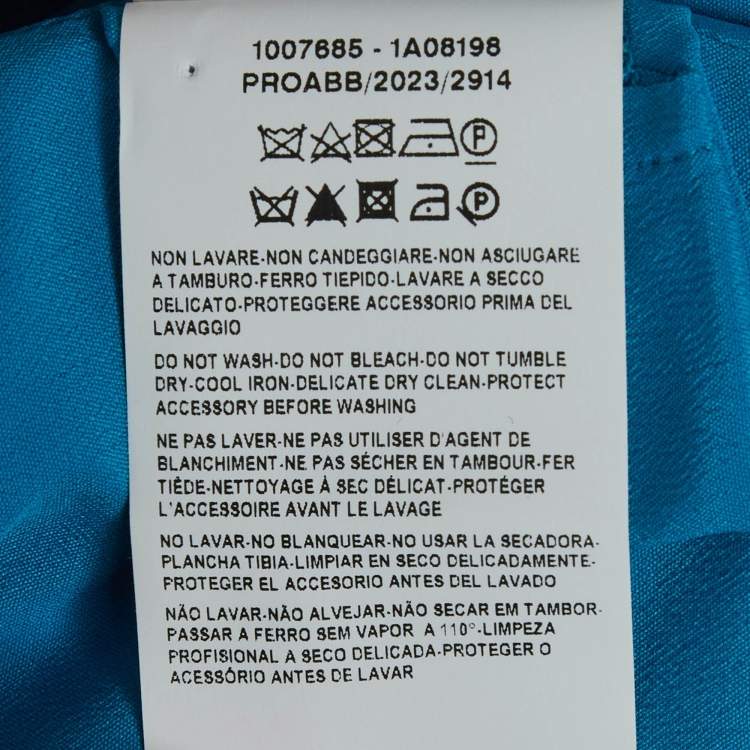 1007685 - 1A08198
PROABB/2023/2914
P
P
NON LAVARE-NON CANDEGGIARE-NON ASCIUGARE
A TAMBURO-FERRO TIEPIDO-LAVARE A SECCO
DELICATO-PROTEGGERE ACCESSORIO PRIMA DEL
LAVAGGIO
DO NOT WASH-DO NOT BLEACH-DO NOT TUMBLE
DRY-COOL IRON-DELICATE DRY CLEAN-PROTECT
ACCESSORY BEFORE WASHING
NE PAS LAVER-NE PAS UTILISER D'AGENT DE
BLANCHIMENT-NE PAS SÉCHER EN TAMBOUR-FER
TIÈDE-NETTOYAGE À SEC DÉLICAT-PROTÉGER
L'ACCESSOIRE AVANT LE LAVAGE
NO LAVAR-NO BLANQUEAR-NO USAR LA SECADORA-
PLANCHA TIBIA-LIMPIAR EN SECO DELICADAMENTE-
PROTEGER EL ACCESORIO ANTES DEL LAVADO
NÃO LAVAR-NÃO ALVEJAR-NÃO SECAR EM TAMBOR-
PASSAR A FERRO SEM VAPOR A 110°-LIMPEZA
PROFISIONAL A SECO DELICADA-PROTEGER O
ACESSÓRIO ANTES DE LAVAR